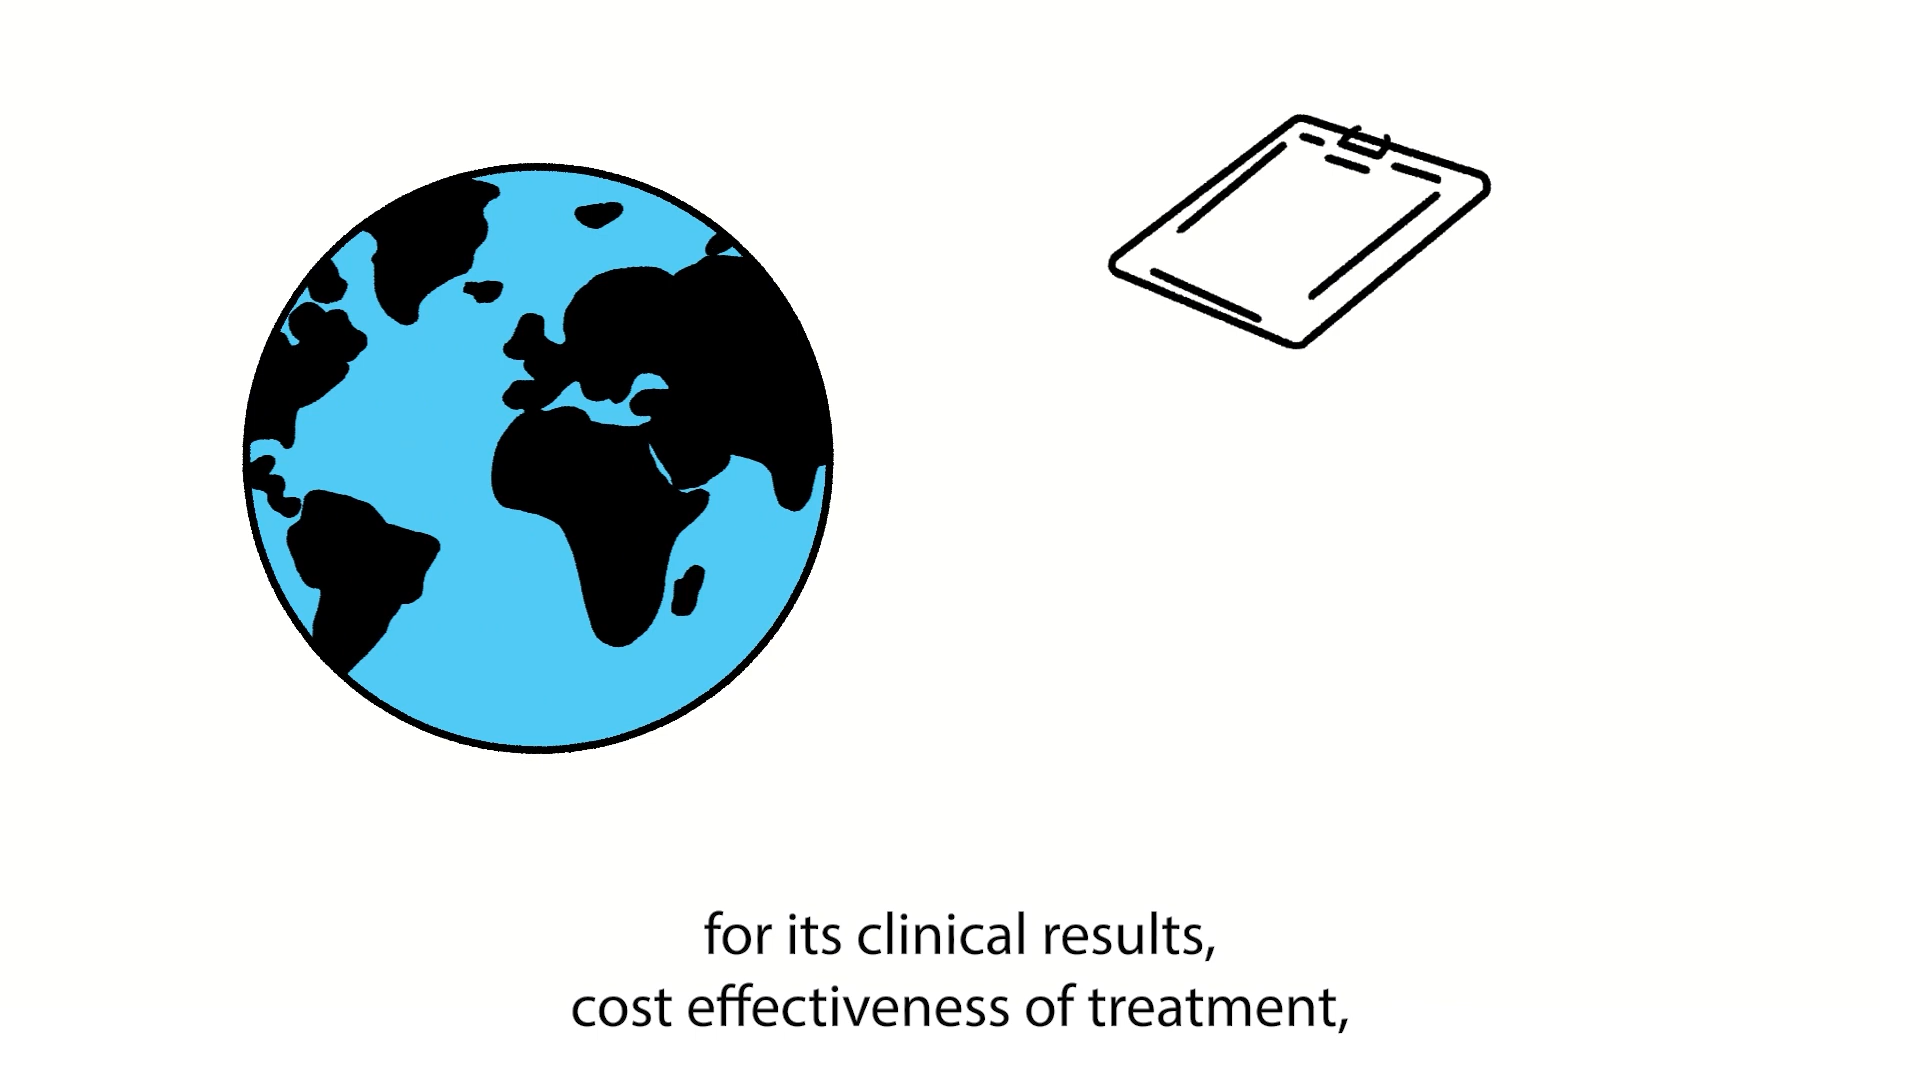 for its clinical results,
cost effectiveness of treatment,